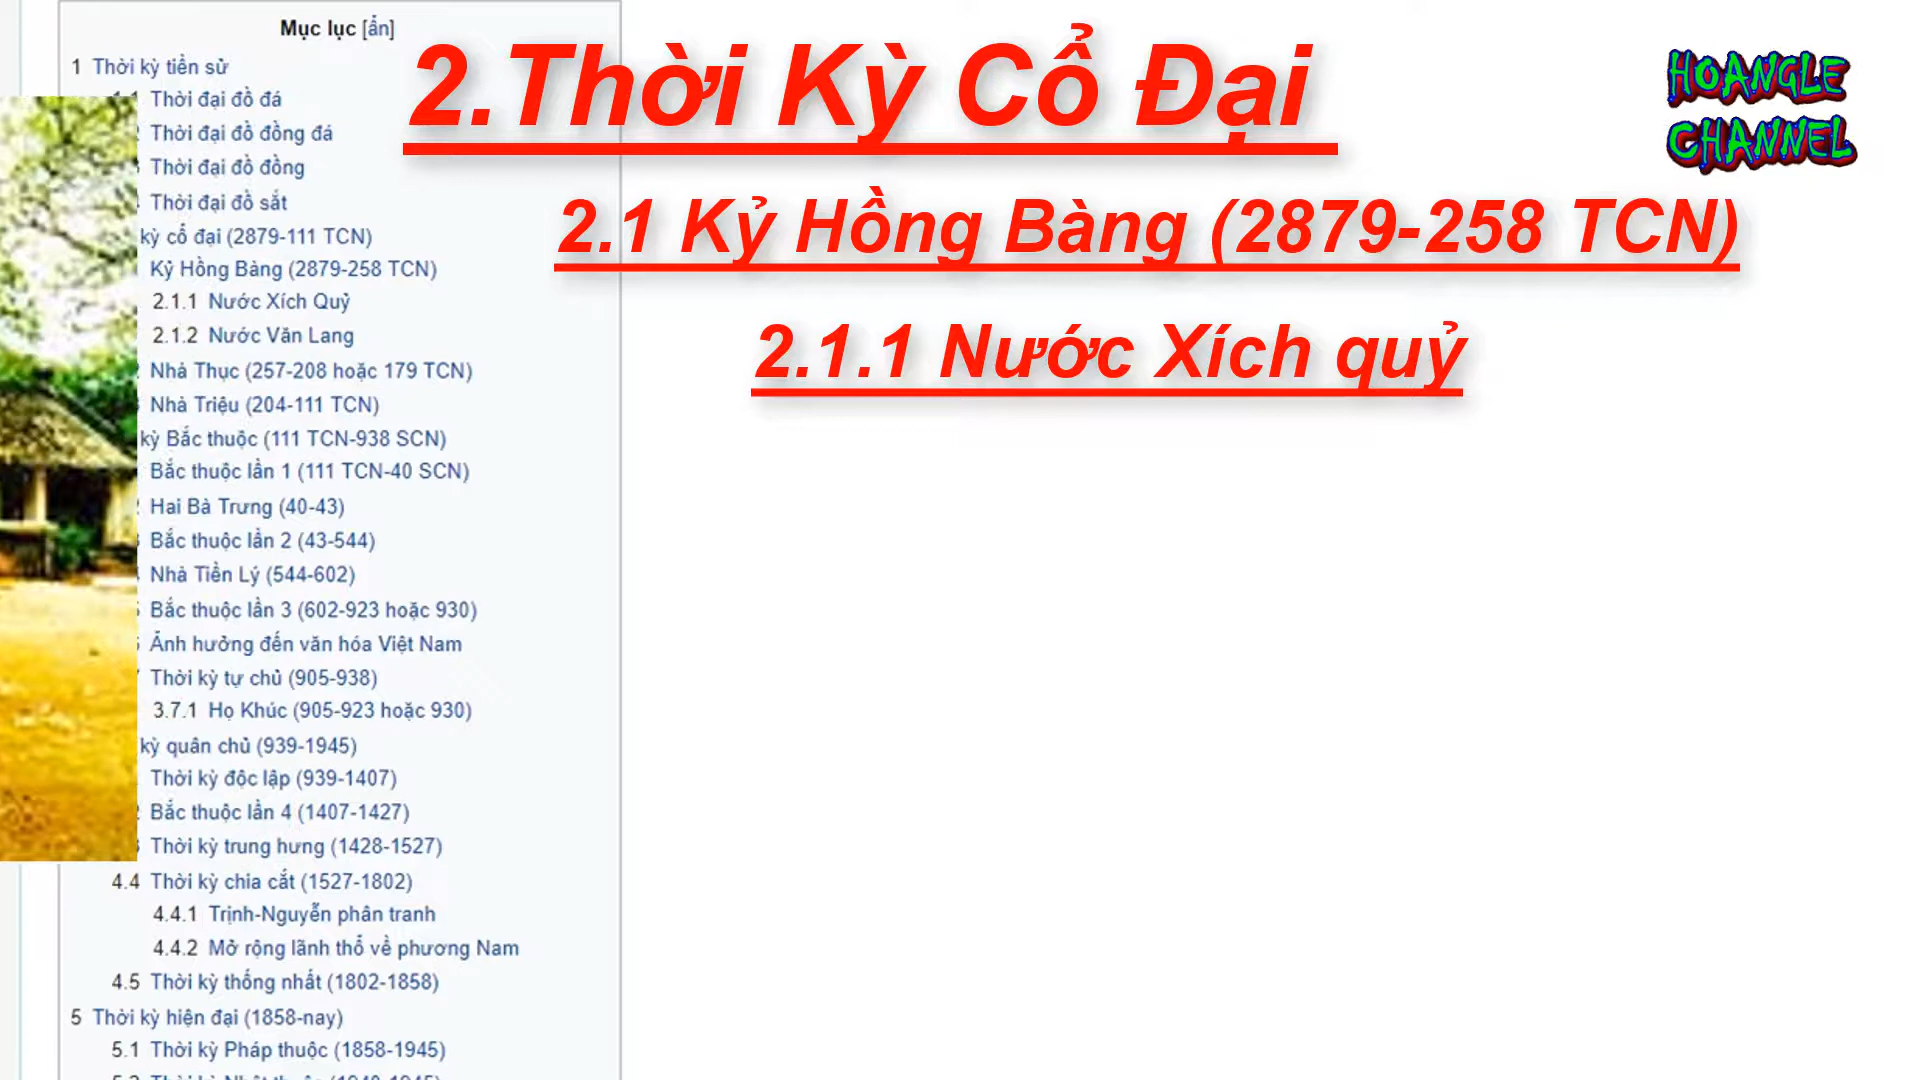 Mục lục [ẩn]
1 Thời kỳ tiền sử
Thời đại đồ đá
Thời đại đồ đồng đá
Thời đại đồ đồng
Thời đại đồ sắt
kỳ cổ đại (2879-111 TCN)
Kỷ Hồng Bàng (2879-258 TCN)
2.1.1 Nước Xích Quỷ
2.1.2 Nước Văn Lang
Nhà Thục (257-208 hoặc 179 TCN)
Nhà Triệu (204-111 TCN)
kỳ Bắc thuộc (111 TCN-938 SCN)
Bắc thuộc lần 1 (111 TCN-40 SCN)
Hai Bà Trưng (40-43)
Bắc thuộc lần 2 (43-544)
Nhà Tiền Lý (544-602)
Bắc thuộc lần 3 (602-923 hoặc 930)
Ảnh hưởng đến văn hóa Việt Nam
Thời kỳ tự chủ (905-938)
3.7.1 Họ Khúc (905-923 hoặc 930)
kỳ quân chủ (939-1945)
Thời kỳ độc lập (939-1407)
Bắc thuộc lần 4 (1407-1427)
Thời kỳ trung hưng (1428-1527)
4.4 Thời kỳ chia cắt (1527-1802)
4.4.1 Trịnh-Nguyễn phân tranh
4.4.2 Mở rộng lãnh thổ về phương Nam
4.5 Thời kỳ thống nhất (1802-1858)
5 Thời kỳ hiện đại (1858-nay)
5.1 Thời kỳ Pháp thuộc (1858-1945)
2.Thời Kỳ Cổ Đại
2.1 Kỷ Hồng Bàng (2879-258 TCN)
2.1.1 Nước Xích quỷ
HOANGLE
CHANNEL